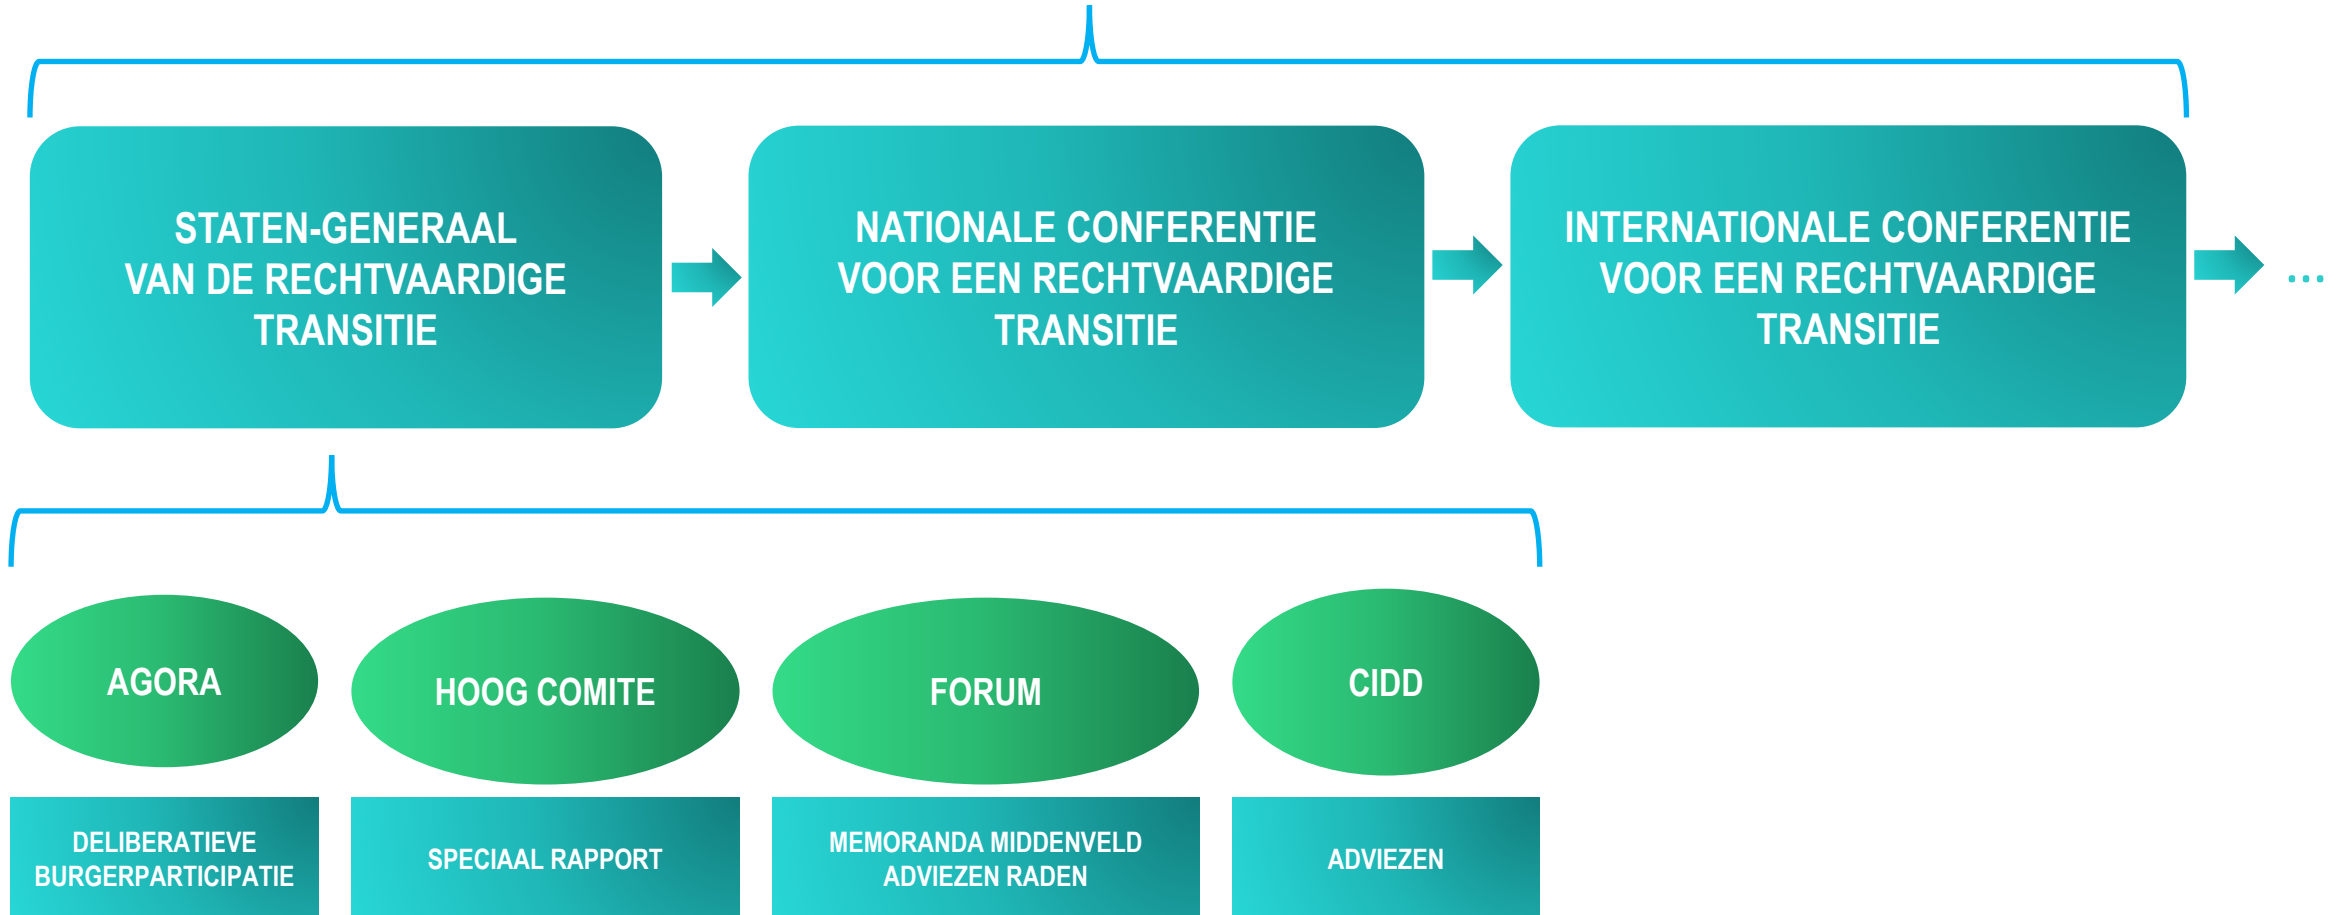 STATEN-GENERAAL
VAN DE RECHTVAARDIGE
TRANSITIE
NATIONALE CONFERENTIE
VOOR EEN RECHTVAARDIGE
TRANSITIE
INTERNATIONALE CONFERENTIE
VOOR EEN RECHTVAARDIGE
TRANSITIE
...
AGORA
HOOG COMITE
FORUM
CIDD
DELIBERATIEVE
BURGERPARTICIPATIE
SPECIAAL RAPPORT
MEMORANDA MIDDENVELD
ADVIEZEN RADEN
ADVIEZEN